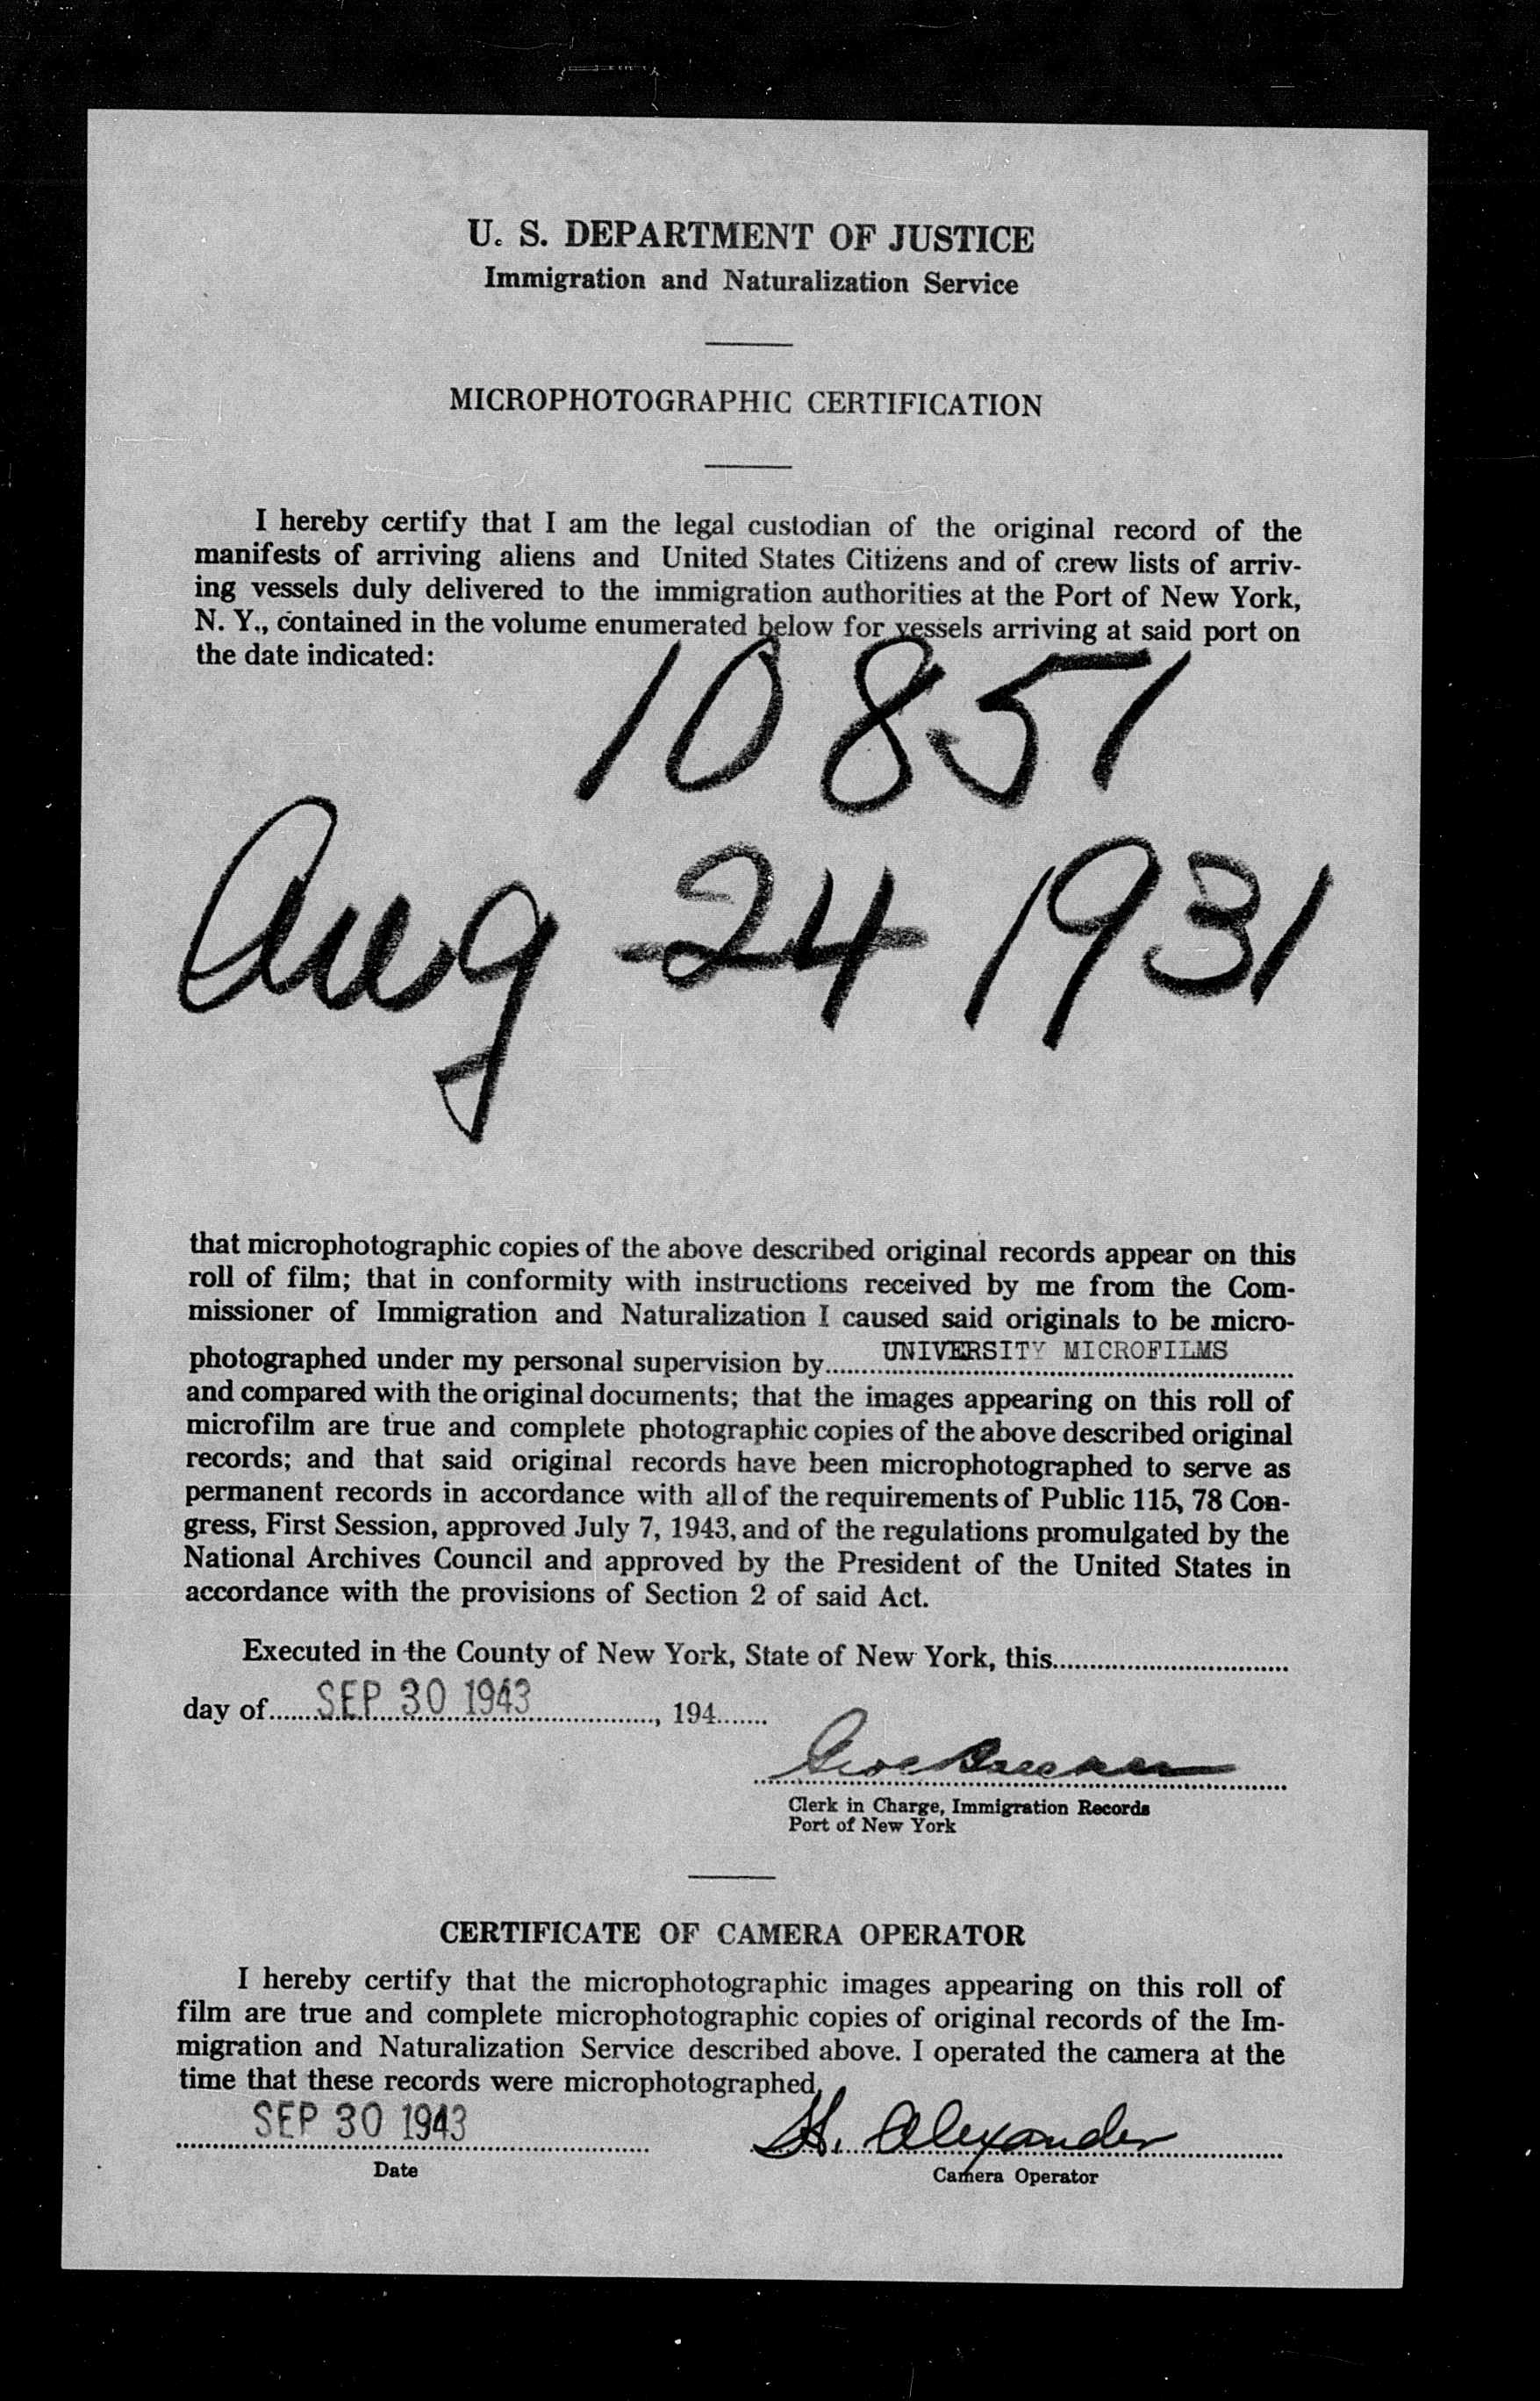 U. S. DEPARTMENT OF JUSTICE
Immigration and Naturalization Service
MICROPHOTOGRAPHIC CERTIFICATION
I hereby certify that I am the legal custodian of the original record of the
manifests of arriving aliens and United States Citizens and of crew lists of arriv-
ing vessels duly delivered to the immigration authorities at the Port of New York,
N. Y., contained in the volume enumerated below for vessels arriving at said port on
the date indicated:
10851
Aug 24 1931
that microphotographic copies of the above described original records appear on this
roll of film; that in conformity with instructions received by me from the Com-
missioner of Immigration and Naturalization I caused said originals to be micro-
photographed under my personal supervision by........UNIVERSITY MICROFILMS
and compared with the original documents; that the images appearing on this roll of
microfilm are true and complete photographic copies of the above described original
records; and that said original records have been microphotographed to serve as
permanent records in accordance with all of the requirements of Public 115, 78 Con-
gress, First Session, approved July 7, 1943, and of the regulations promulgated by the
National Archives Council and approved by the President of the United States in
accordance with the provisions of Section 2 of said Act.
Executed in the County of New York, State of New York, this................................
day of.......SEP 30 1943...................., 194.......
Clerk in Charge, Immigration Records
Port of New York
CERTIFICATE OF CAMERA OPERATOR
I hereby certify that the microphotographic images appearing on this roll of
film are true and complete microphotographic copies of original records of the Im-
migration and Naturalization Service described above. I operated the camera at the
time that these records were microphotographed.
SEP 30 1943 H. Alexander
Date Camera Operator